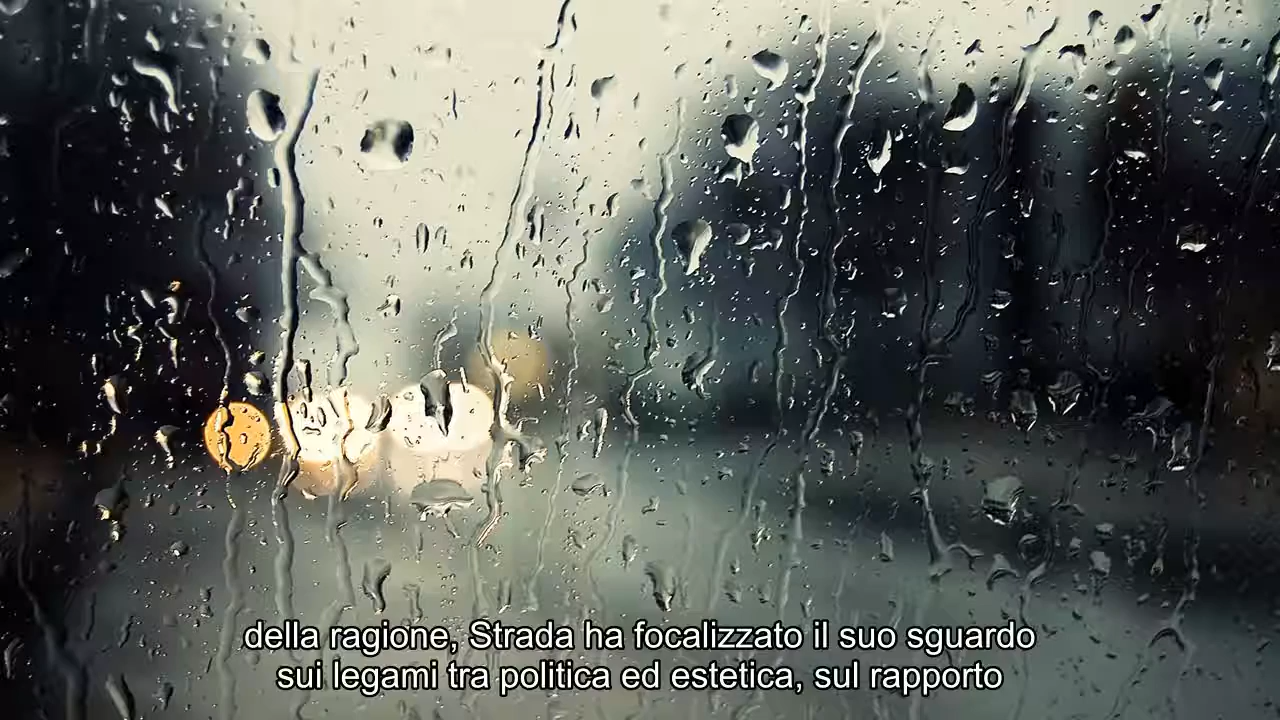 della ragione, Strada ha focalizzato il suo sguardo
sui legami tra politica ed estetica, sul rapporto